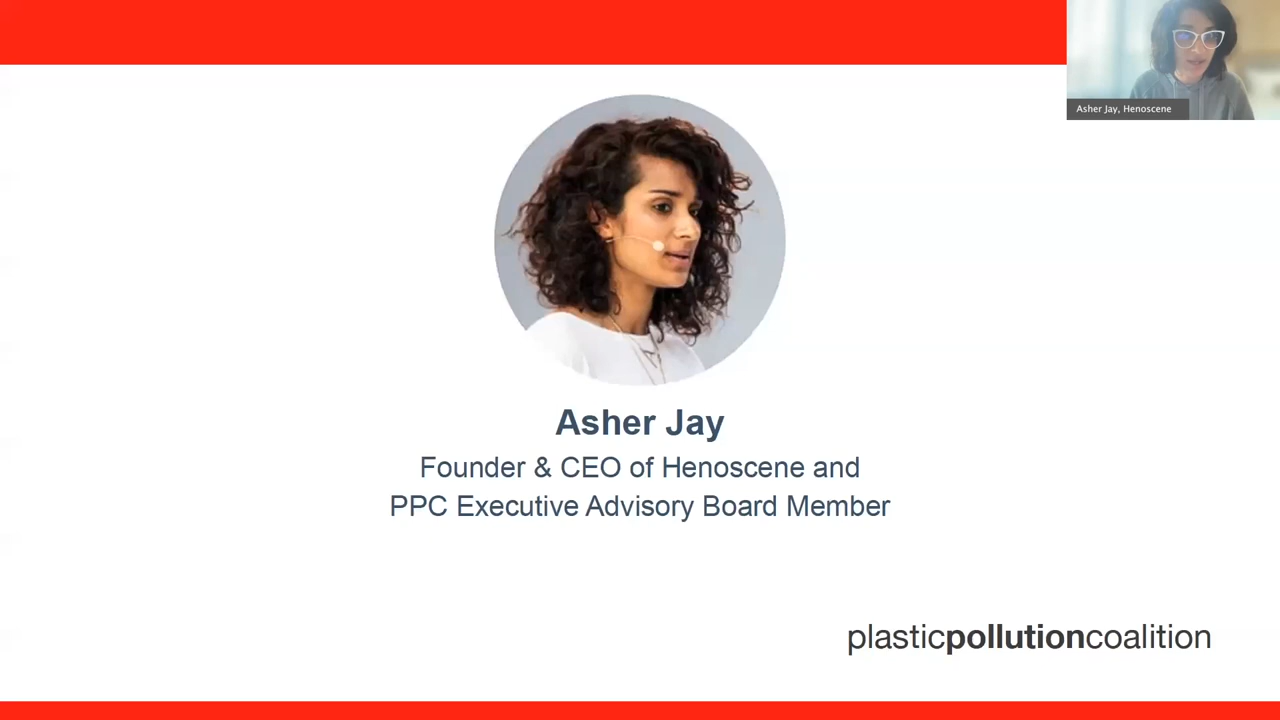 Asher Jay, Henoscene
Asher Jay
Founder & CEO of Henoscene and
PPC Executive Advisory Board Member
plasticpollutioncoalition